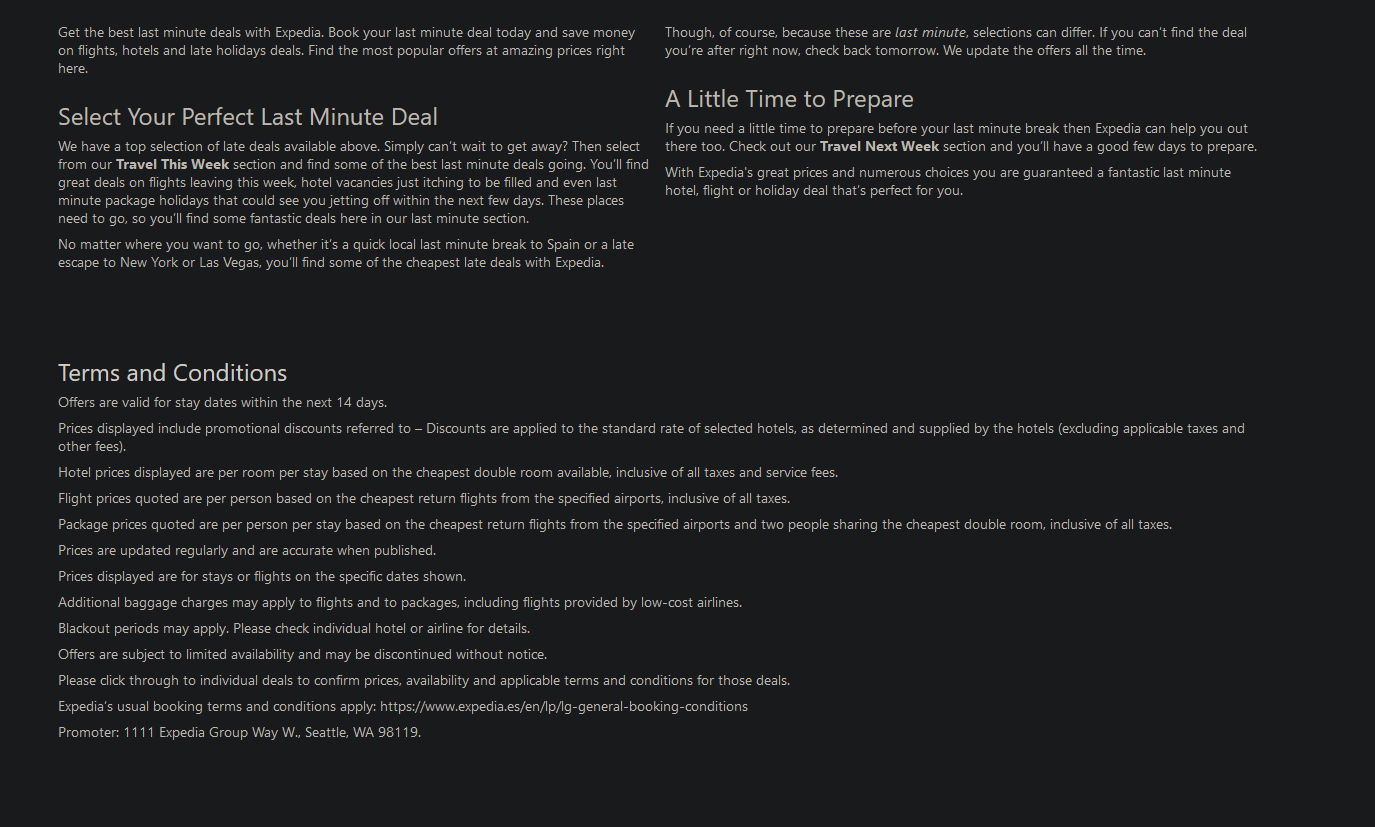 Get the best last minute deals with Expedia. Book your last minute deal today and save money
on flights, hotels and late holidays deals. Find the most popular offers at amazing prices right
here.
Select Your Perfect Last Minute Deal
We have a top selection of late deals available above. Simply can't wait to get away? Then select
from our Travel This Week section and find some of the best last minute deals going. You'll find
great deals on flights leaving this week, hotel vacancies just itching to be filled and even last
minute package holidays that could see you jetting off within the next few days. These places
need to go, so you'll find some fantastic deals here in our last minute section.
No matter where you want to go, whether it's a quick local last minute break to Spain or a late
escape to New York or Las Vegas, you'll find some of the cheapest late deals with Expedia.
Though, of course, because these are last minute, selections can differ. If you can't find the deal
you're after right now, check back tomorrow. We update the offers all the time.
A Little Time to Prepare
If you need a little time to prepare before your last minute break then Expedia can help you out
there too. Check out our Travel Next Week section and you'll have a good few days to prepare.
With Expedia's great prices and numerous choices you are guaranteed a fantastic last minute
hotel, flight or holiday deal that's perfect for you.
Terms and Conditions
Offers are valid for stay dates within the next 14 days.
Prices displayed include promotional discounts referred to – Discounts are applied to the standard rate of selected hotels, as determined and supplied by the hotels (excluding applicable taxes and
other fees).
Hotel prices displayed are per room per stay based on the cheapest double room available, inclusive of all taxes and service fees.
Flight prices quoted are per person based on the cheapest return flights from the specified airports, inclusive of all taxes.
Package prices quoted are per person per stay based on the cheapest return flights from the specified airports and two people sharing the cheapest double room, inclusive of all taxes.
Prices are updated regularly and are accurate when published.
Prices displayed are for stays or flights on the specific dates shown.
Additional baggage charges may apply to flights and to packages, including flights provided by low-cost airlines.
Blackout periods may apply. Please check individual hotel or airline for details.
Offers are subject to limited availability and may be discontinued without notice.
Please click through to individual deals to confirm prices, availability and applicable terms and conditions for those deals.
Expedia's usual booking terms and conditions apply: https://www.expedia.es/en/lp/lg-general-booking-conditions
Promoter: 1111 Expedia Group Way W., Seattle, WA 98119.